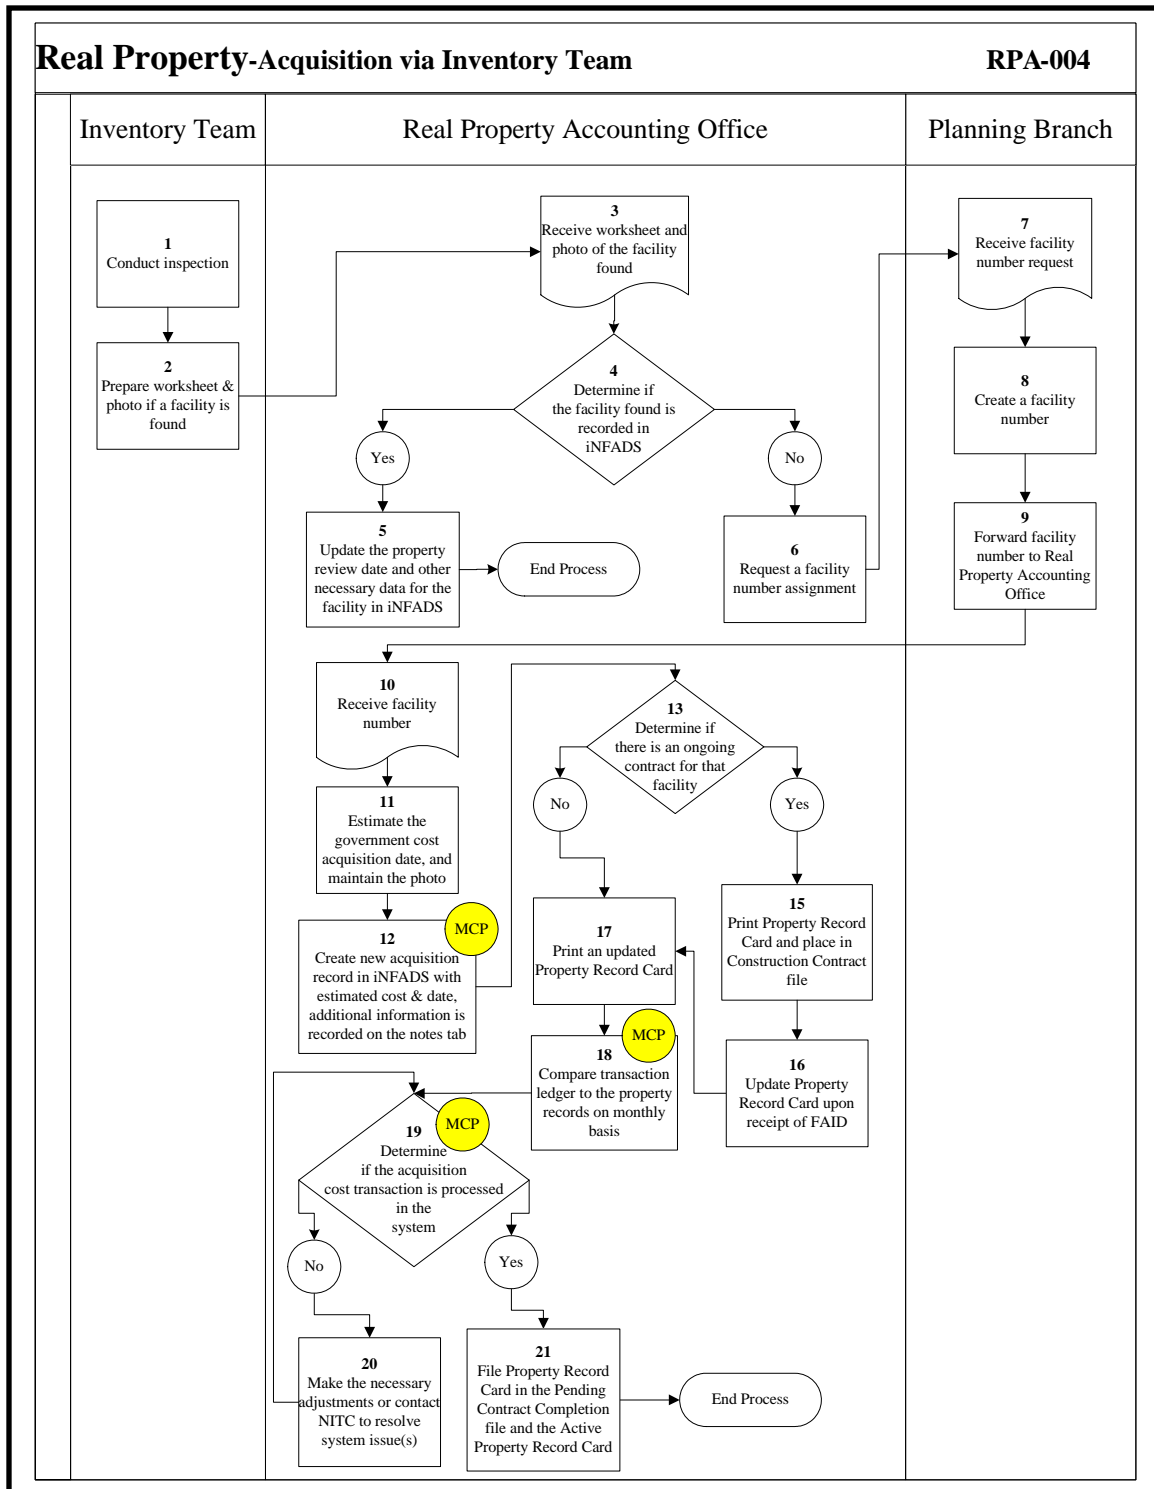 Real Property-Acquisition via Inventory Team RPA-004
Inventory Team
Real Property Accounting Office
Planning Branch
1
Conduct inspection
2
Prepare worksheet &
photo if a facility is
found
3
Receive worksheet and
photo of the facility
found
4
Determine if
the facility found is
recorded in
iNFADS
Yes
No
5
Update the property
review date and other
necessary data for the
facility in iNFADS
End Process
6
Request a facility
number assignment
7
Receive facility
number request
8
Create a facility
number
9
Forward facility
number to Real
Property Accounting
Office
10
Receive facility
number
11
Estimate the
government cost
acquisition date, and
maintain the photo
MCP
12
Create new acquisition
record in iNFADS with
estimated cost & date,
additional information is
recorded on the notes tab
13
Determine if
there is an ongoing
contract for that
facility
No
Yes
15
Print Property Record
Card and place in
Construction Contract
file
16
Update Property
Record Card upon
receipt of FAID
17
Print an updated
Property Record Card
MCP
18
Compare transaction
ledger to the property
records on monthly
basis
MCP
19
Determine
if the acquisition
cost transaction is processed
in the
system
No
Yes
20
Make the necessary
adjustments or contact
NITC to resolve
system issue(s)
21
File Property Record
Card in the Pending
Contract Completion
file and the Active
Property Record Card
End Process